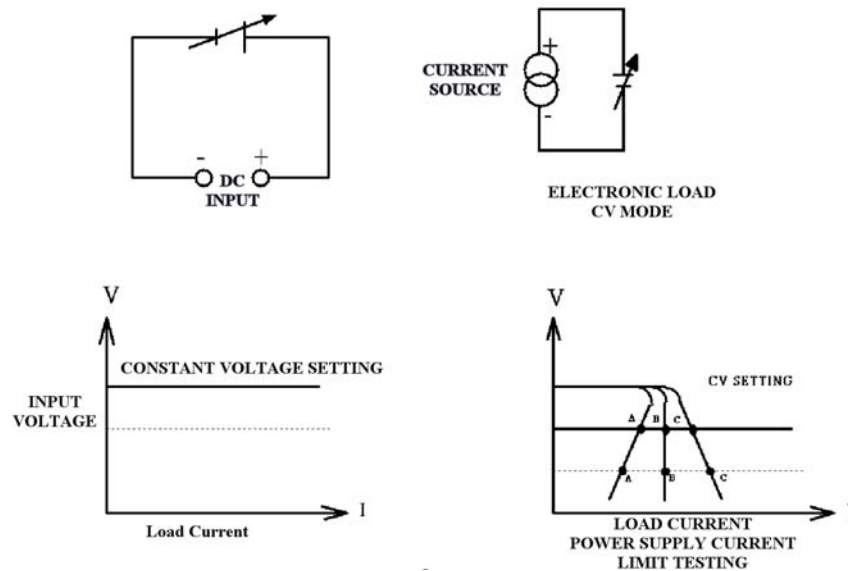 - DC +
INPUT
CURRENT
SOURCE
+
-
ELECTRONIC LOAD
CV MODE
V
CONSTANT VOLTAGE SETTING
INPUT
VOLTAGE
I
Load Current
V
CV SETTING
A B C
A B C
LOAD CURRENT
POWER SUPPLY CURRENT
LIMIT TESTING